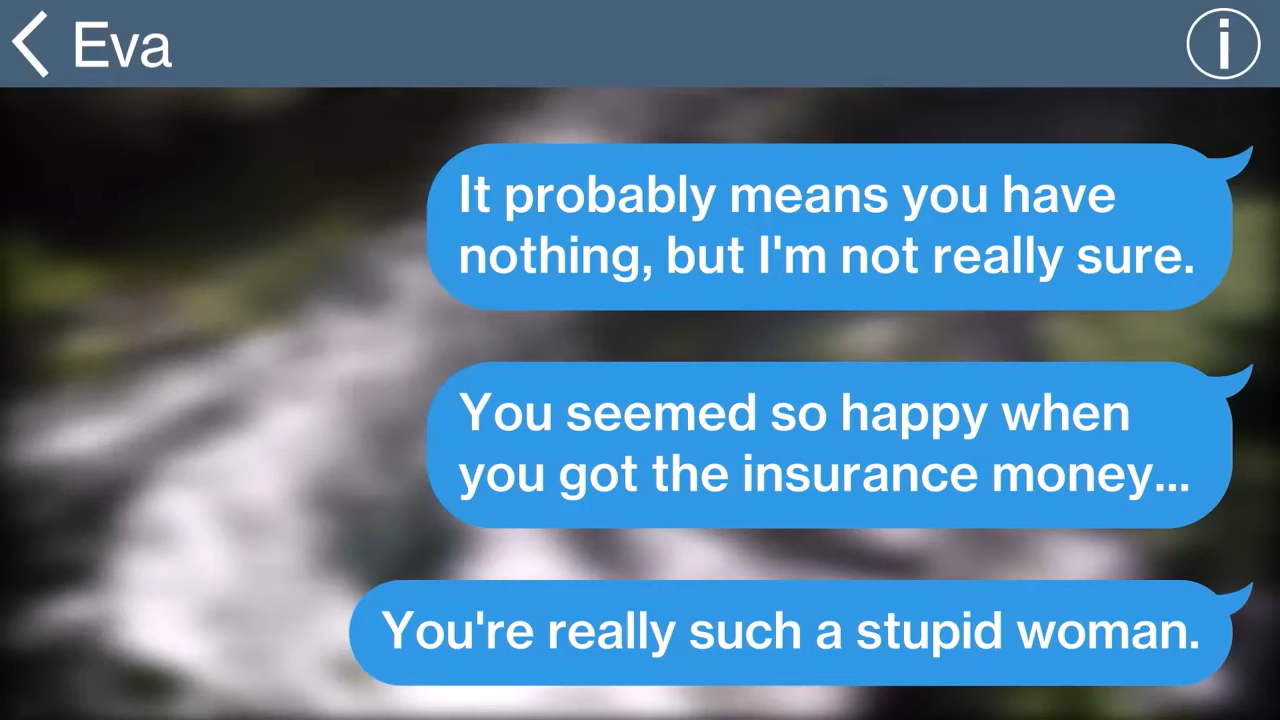 Eva
It probably means you have
nothing, but I'm not really sure.
You seemed so happy when
you got the insurance money...
You're really such a stupid woman.